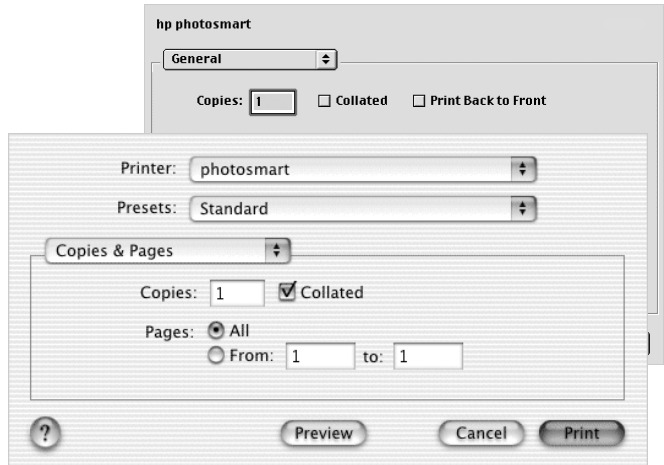 hp photosmart
General
Copies: 1 Collated Print Back to Front
Printer: photosmart
Presets: Standard
Copies & Pages
Copies: 1 Collated
Pages: All
From: 1 to: 1
? Preview Cancel Print